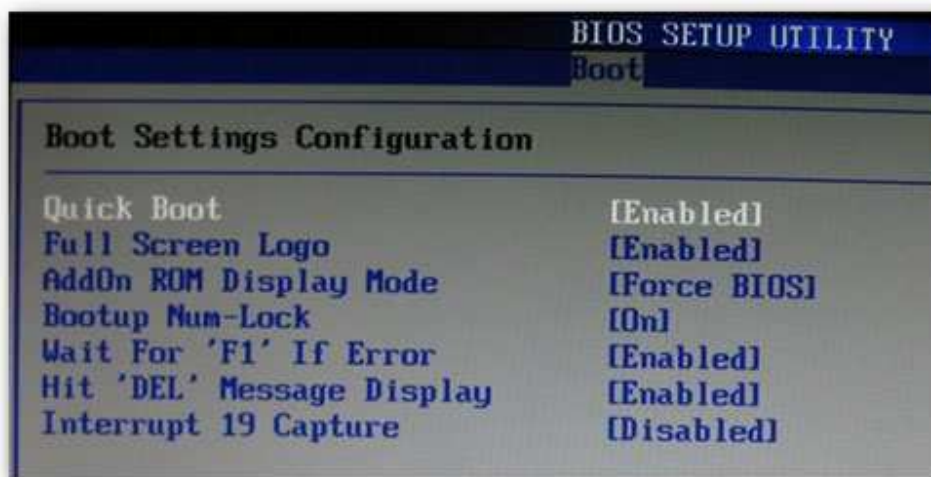 BIOS SETUP UTILITY
Boot
Boot Settings Configuration
Quick Boot [Enabled]
Full Screen Logo [Enabled]
AddOn ROM Display Mode [Force BIOS]
Bootup Num-Lock [On]
Wait For 'F1' If Error [Enabled]
Hit 'DEL' Message Display [Enabled]
Interrupt 19 Capture [Disabled]